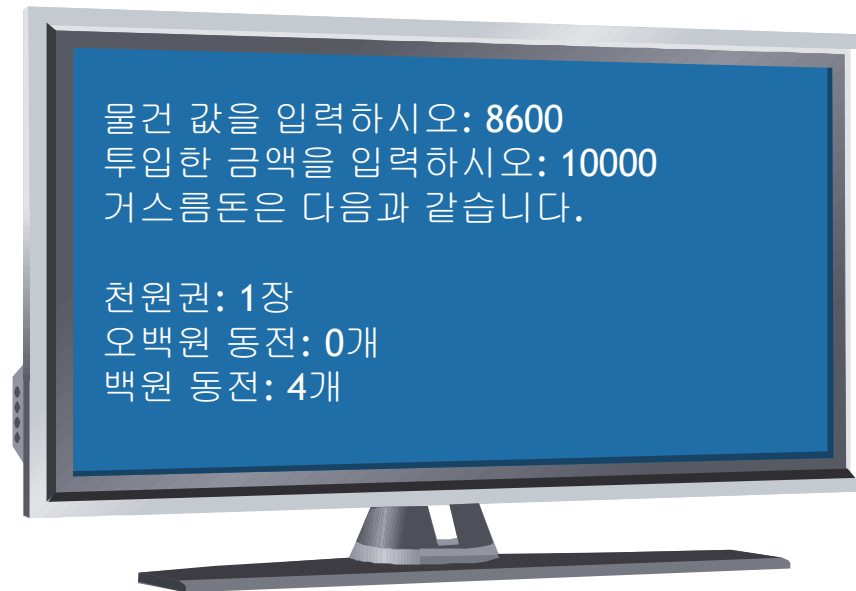 물건 값을 입력하시오: 8600
투입한 금액을 입력하시오: 10000
거스름돈은 다음과 같습니다.
천원권: 1장
오백원 동전: 0개
백원 동전: 4개